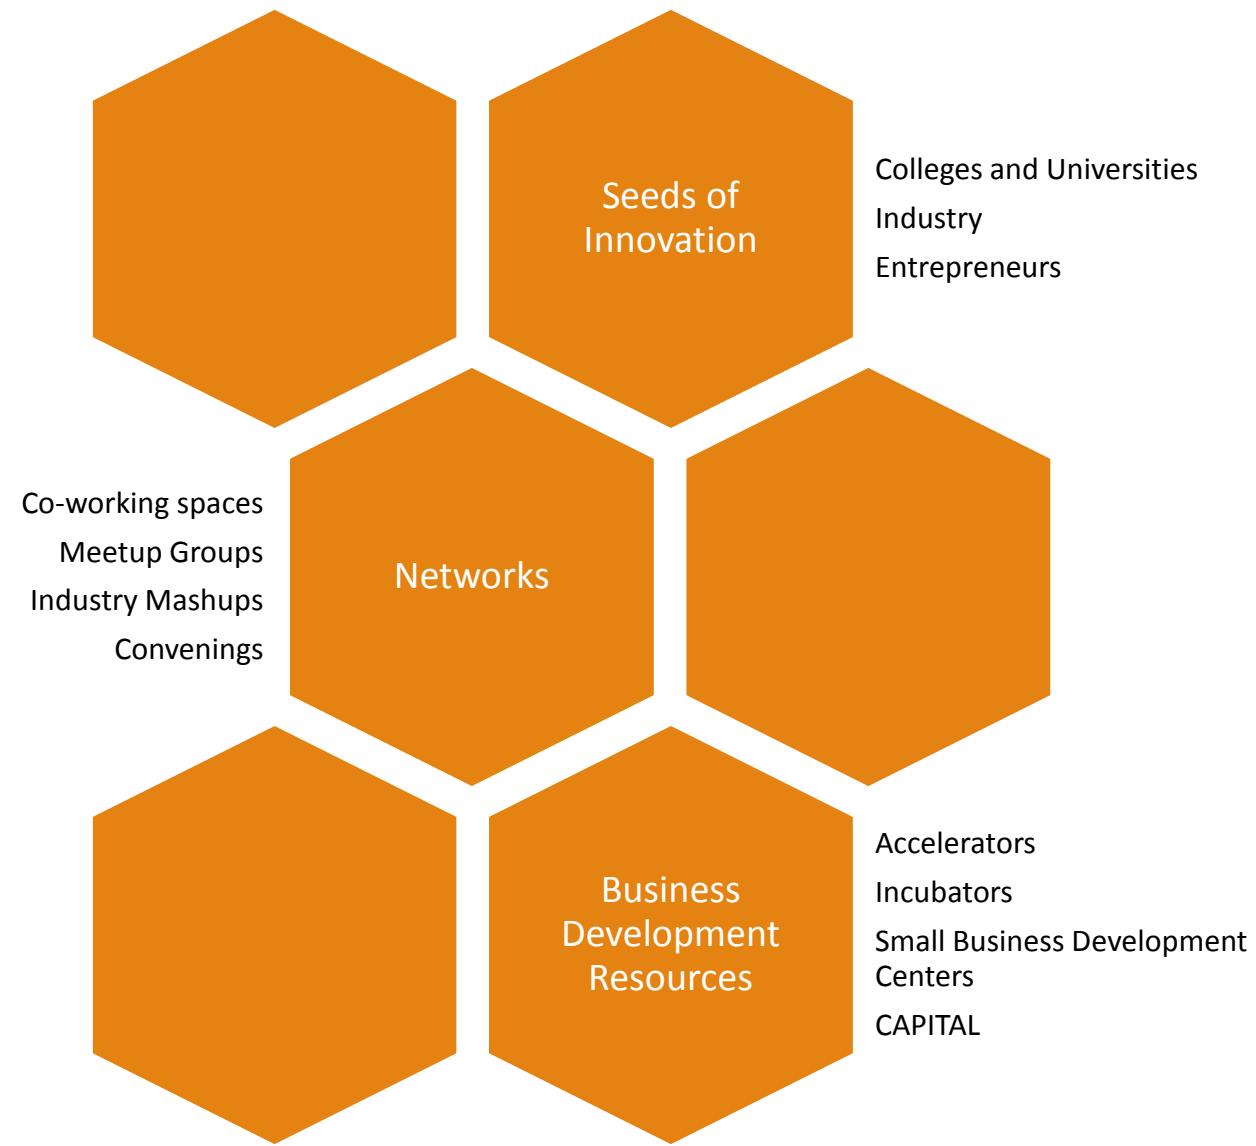 Seeds of
Innovation
Colleges and Universities
Industry
Entrepreneurs
Co-working spaces
Meetup Groups
Industry Mashups
Convenings
Networks
Business
Development
Resources
Accelerators
Incubators
Small Business Development
Centers
CAPITAL